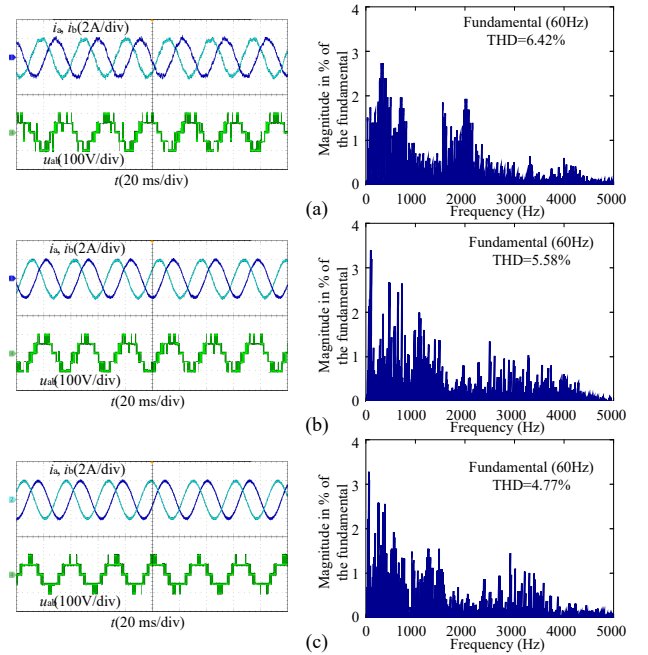 ia, ib(2A/div)
uab(100V/div)
t(20 ms/div)
Magnitude in % of
the fundamental
4
3
2
1
0
Fundamental (60Hz)
THD=6.42%
0 1000 2000 3000 4000 5000
Frequency (Hz)
(a)
ia, ib(2A/div)
uab(100V/div)
t(20 ms/div)
Magnitude in % of
the fundamental
4
3
2
1
0
Fundamental (60Hz)
THD=5.58%
0 1000 2000 3000 4000 5000
Frequency (Hz)
(b)
ia, ib(2A/div)
uab(100V/div)
t(20 ms/div)
Magnitude in % of
the fundamental
4
3
2
1
0
Fundamental (60Hz)
THD=4.77%
0 1000 2000 3000 4000 5000
Frequency (Hz)
(c)